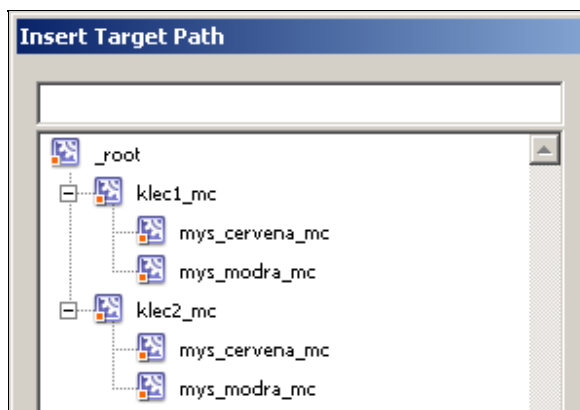 Insert Target Path
_root
klec1_mc
mys_cervena_mc
mys_modra_mc
klec2_mc
mys_cervena_mc
mys_modra_mc